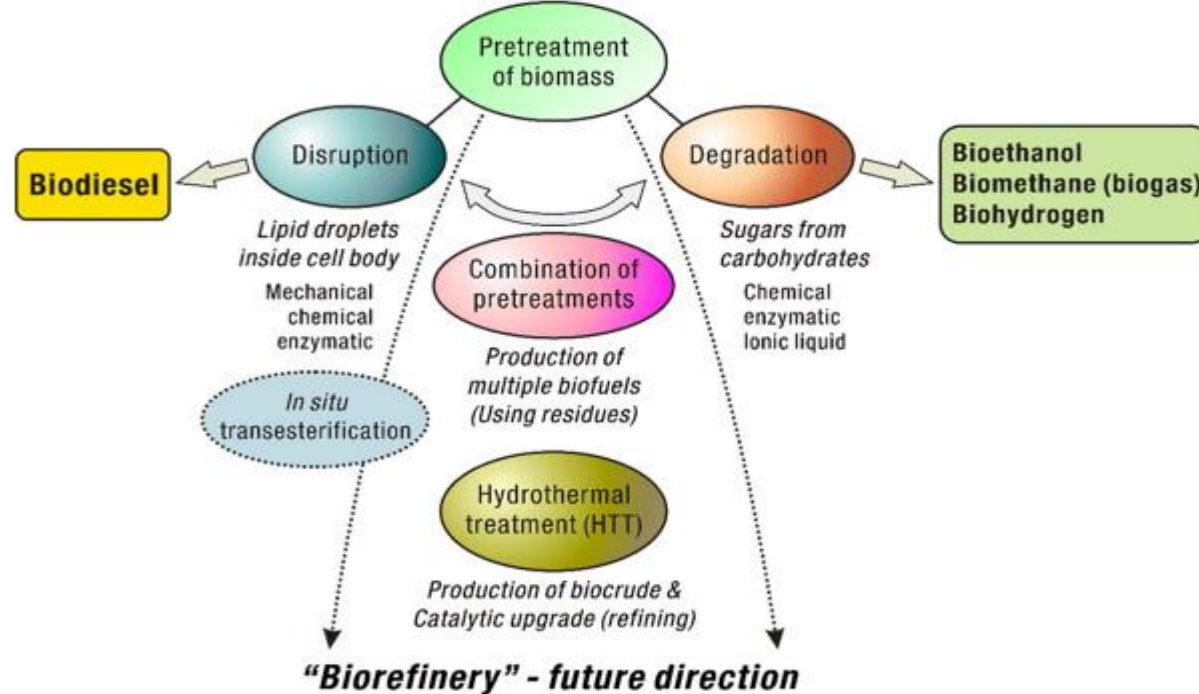 Pretreatment
of biomass
Disruption
Degradation
Biodiesel
Bioethanol
Biomethane (biogas)
Biohydrogen
Lipid droplets
inside cell body
Mechanical
chemical
enzymatic
Combination of
pretreatments
Sugars from
carbohydrates
Chemical
enzymatic
Ionic liquid
Production of
multiple biofuels
(Using residues)
In situ
transesterification
Hydrothermal
treatment (HTT)
Production of biocrude &
Catalytic upgrade (refining)
“Biorefinery” - future direction